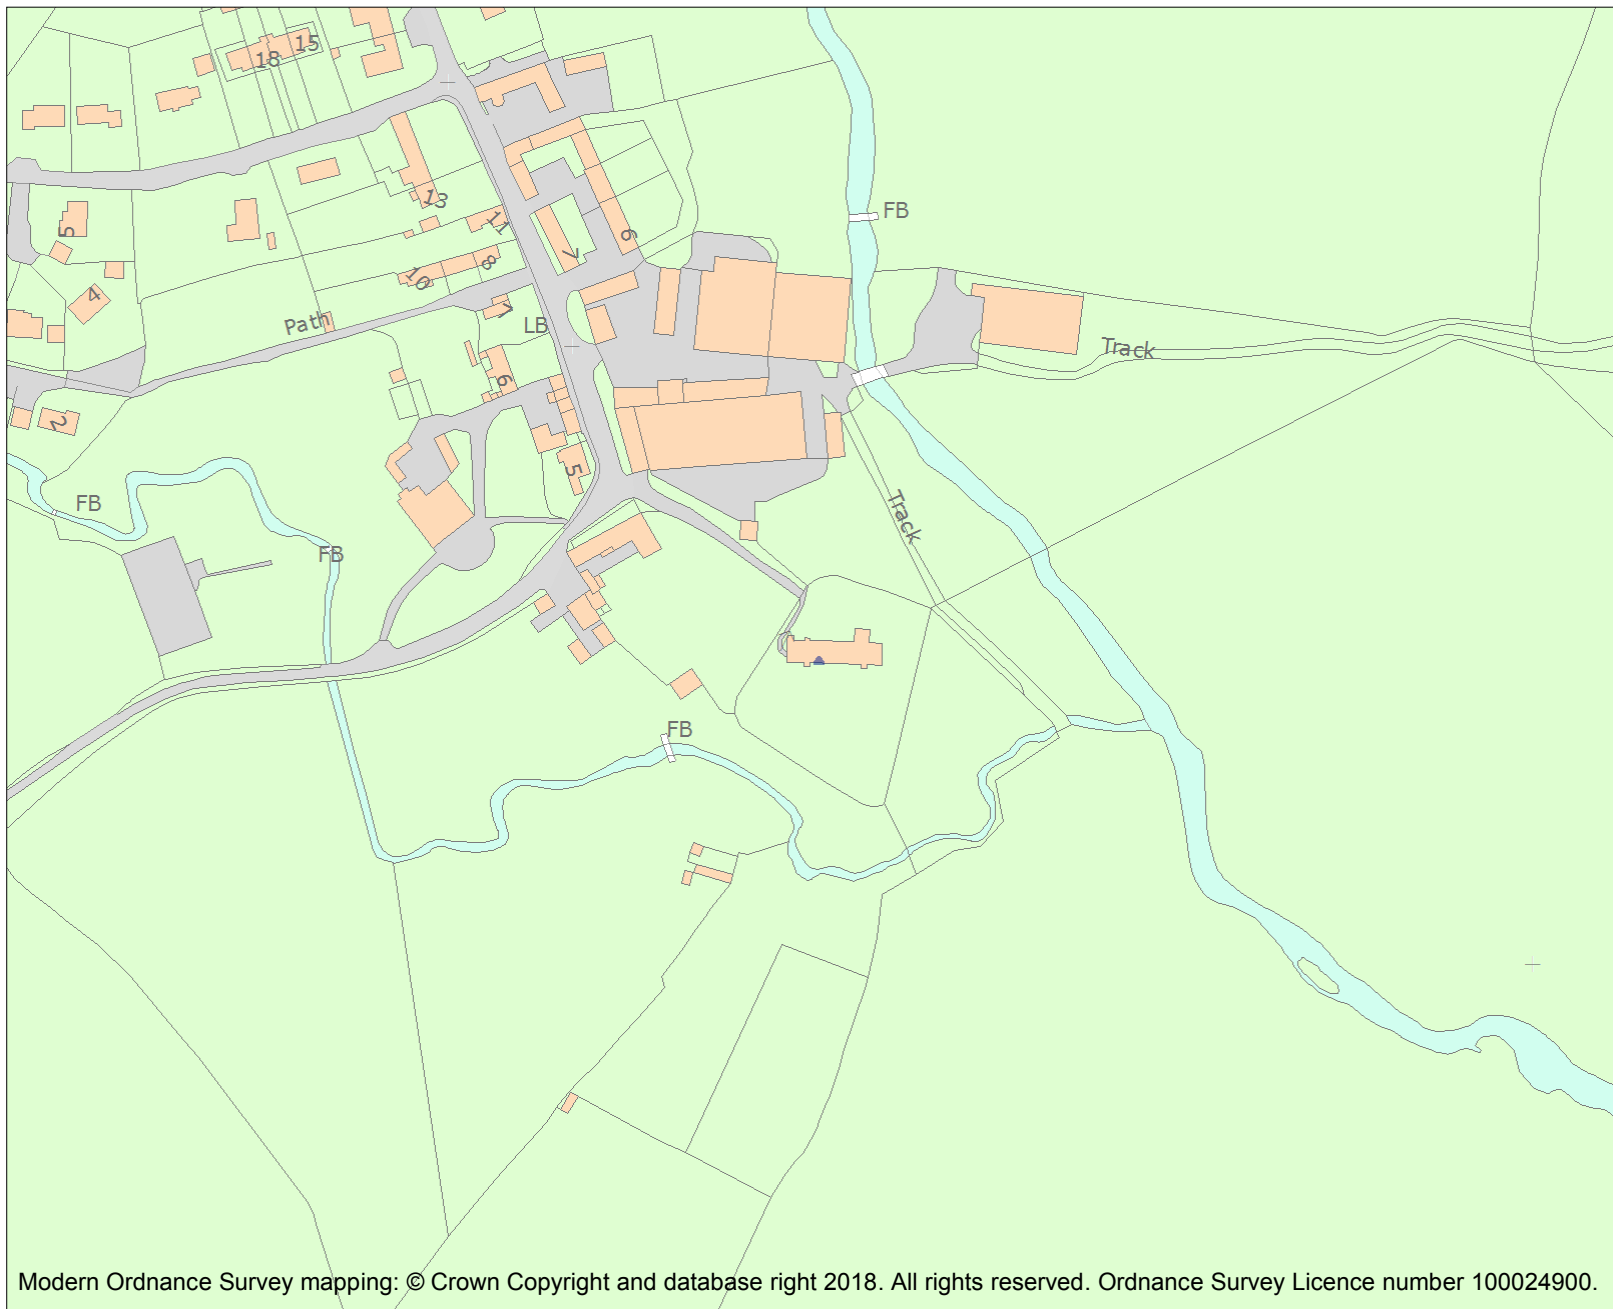 15
18
13
FB
11
5
6
7
8
10
4
Path
7
LB
Track
6
2
5
FB
Track
FB
FB
Modern Ordnance Survey mapping: © Crown Copyright and database right 2018. All rights reserved. Ordnance Survey Licence number 100024900.